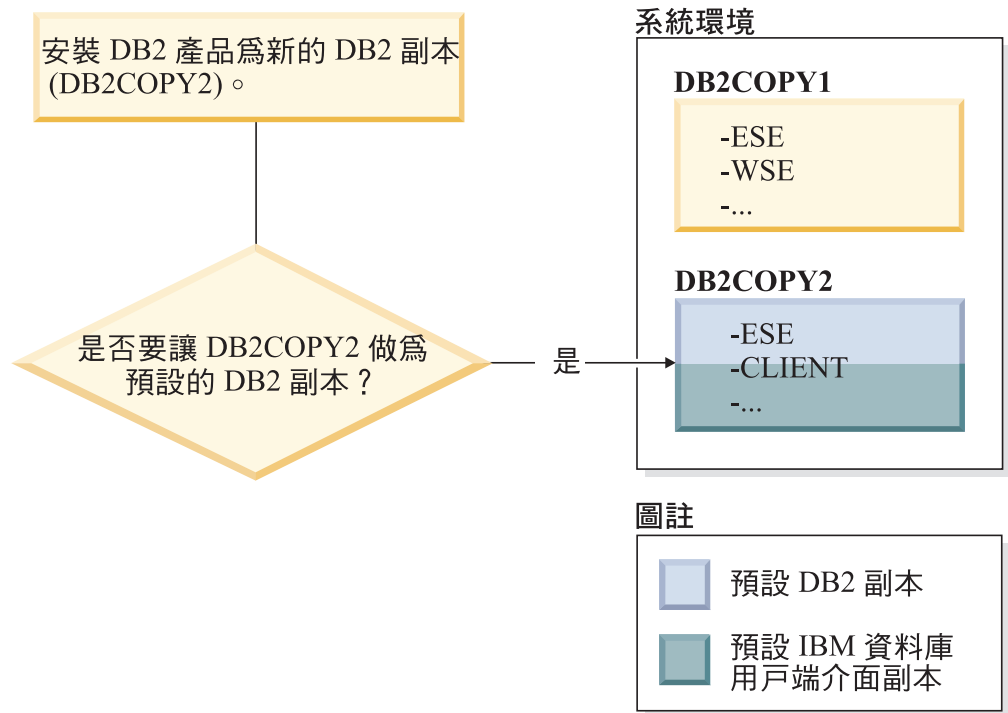 安裝 DB2 產品爲新的 DB2 副本
(DB2COPY2)。
是否要讓 DB2COPY2 做爲
預設的 DB2 副本？
是
系統環境
DB2COPY1
-ESE
-WSE
-...
DB2COPY2
-ESE
-CLIENT
-...
圖註
預設 DB2 副本
預設 IBM 資料庫
用戶端介面副本